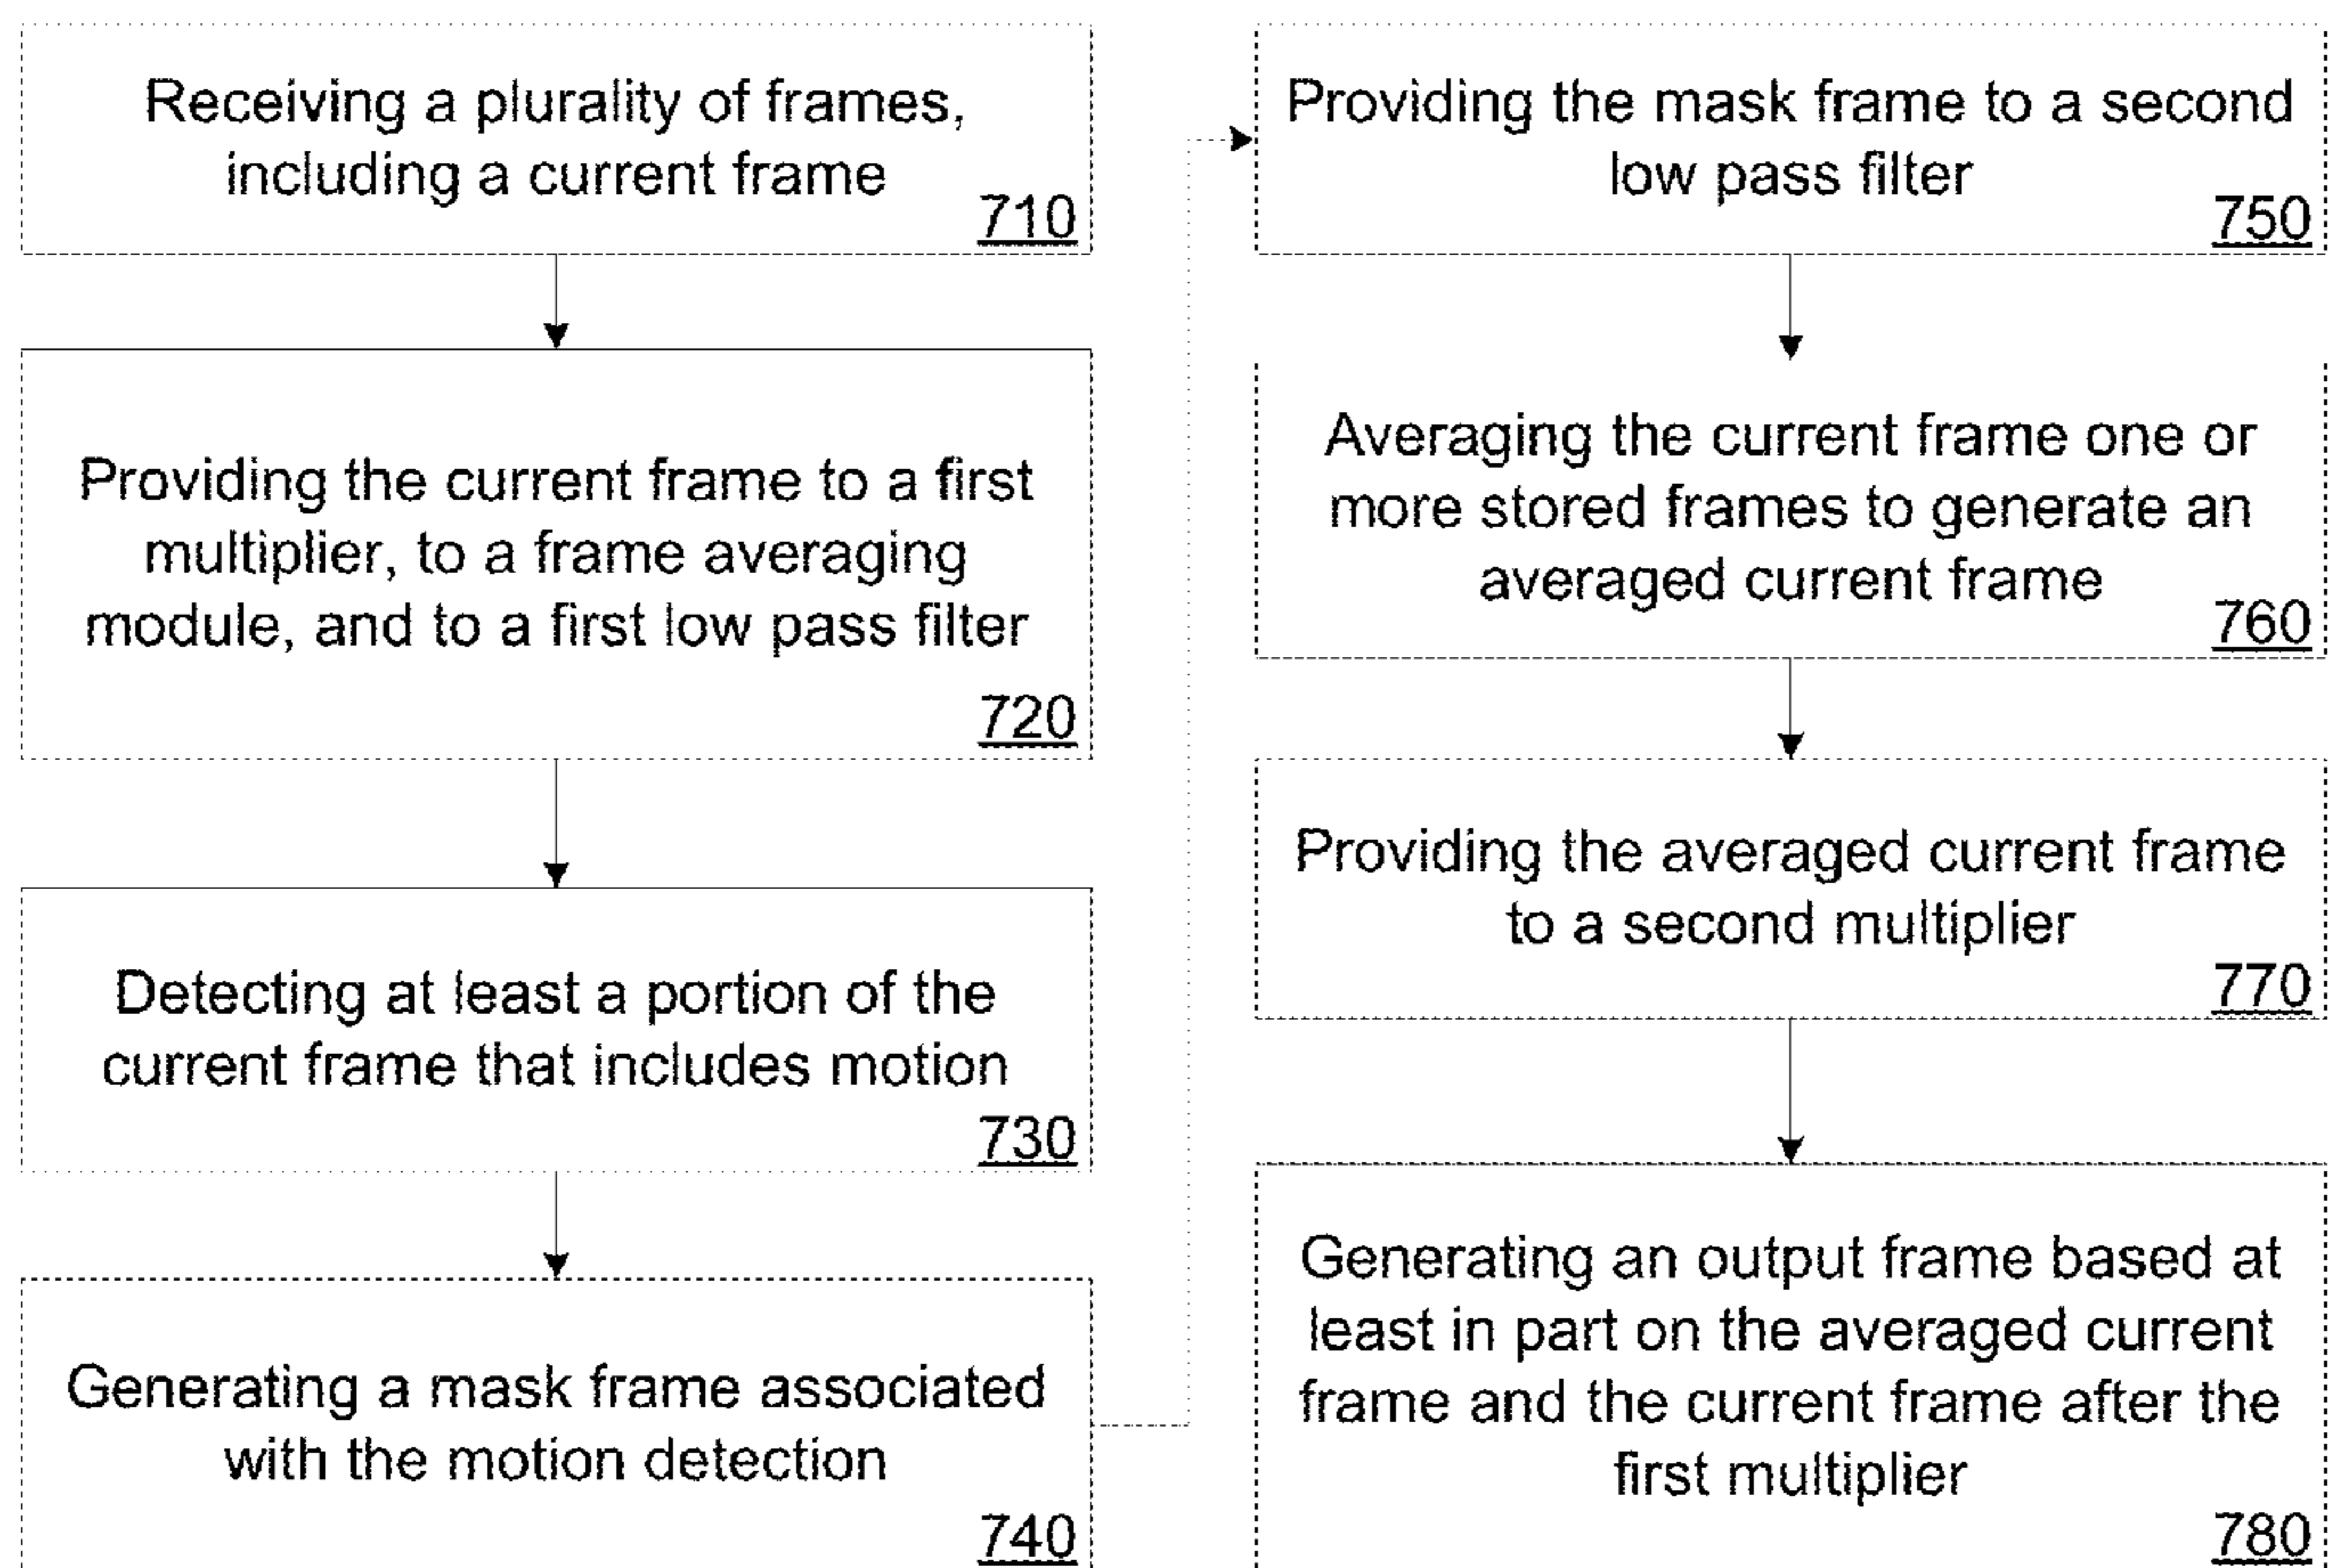 Receiving a plurality of frames,
including a current frame
710
Providing the current frame to a first
multiplier, to a frame averaging
module, and to a first low pass filter
720
Detecting at least a portion of the
current frame that includes motion
730
Generating a mask frame associated
with the motion detection
740
Providing the mask frame to a second
low pass filter
750
Averaging the current frame one or
more stored frames to generate an
averaged current frame
760
Providing the averaged current frame
to a second multiplier
770
Generating an output frame based at
least in part on the averaged current
frame and the current frame after the
first multiplier
780